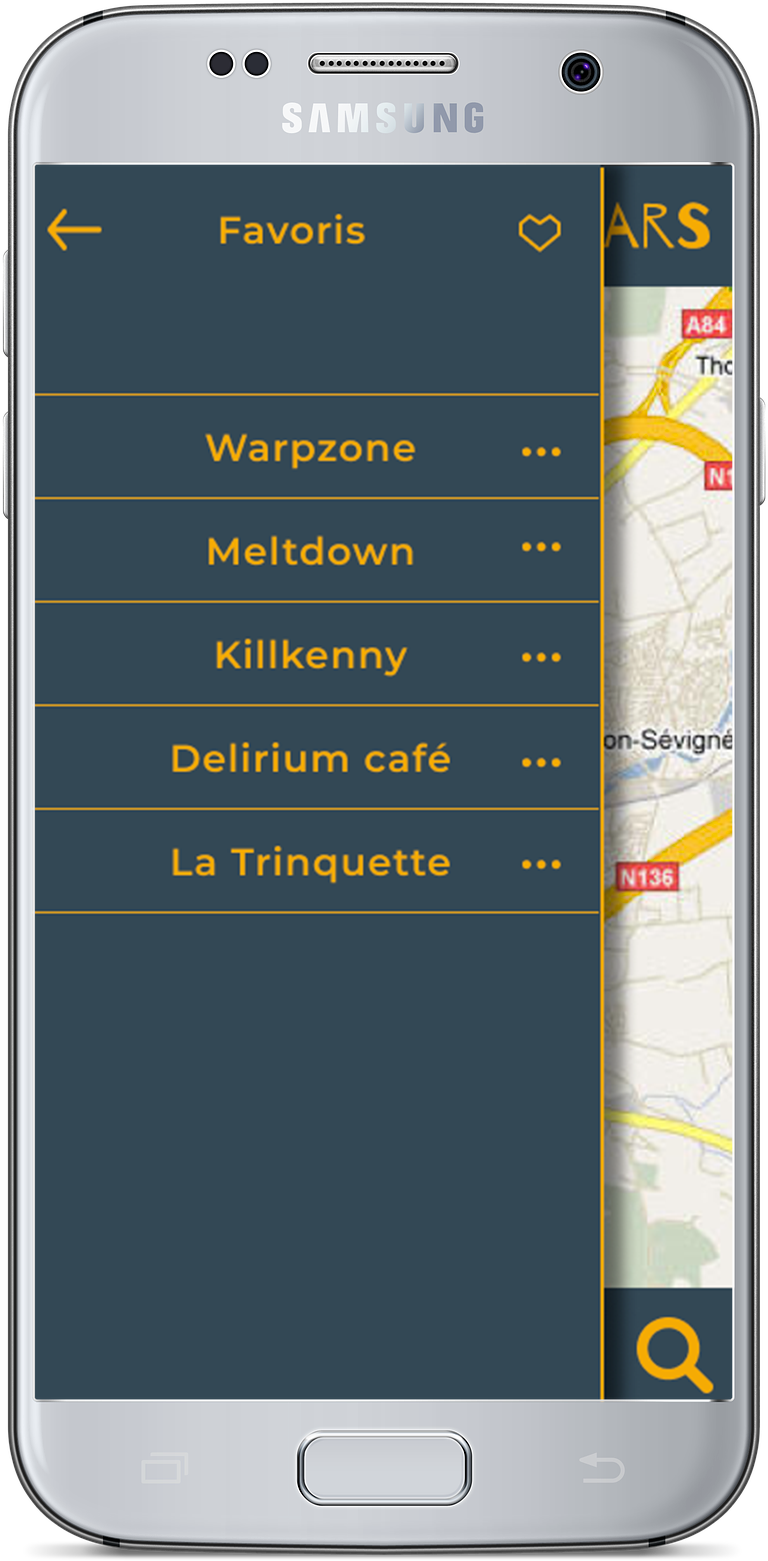 SAMSUNG
Favoris
ARS
A84
Tho
N1
Warpzone
Meltdown
Killkenny
Delirium café
on-Sévigné
La Trinquette
N136